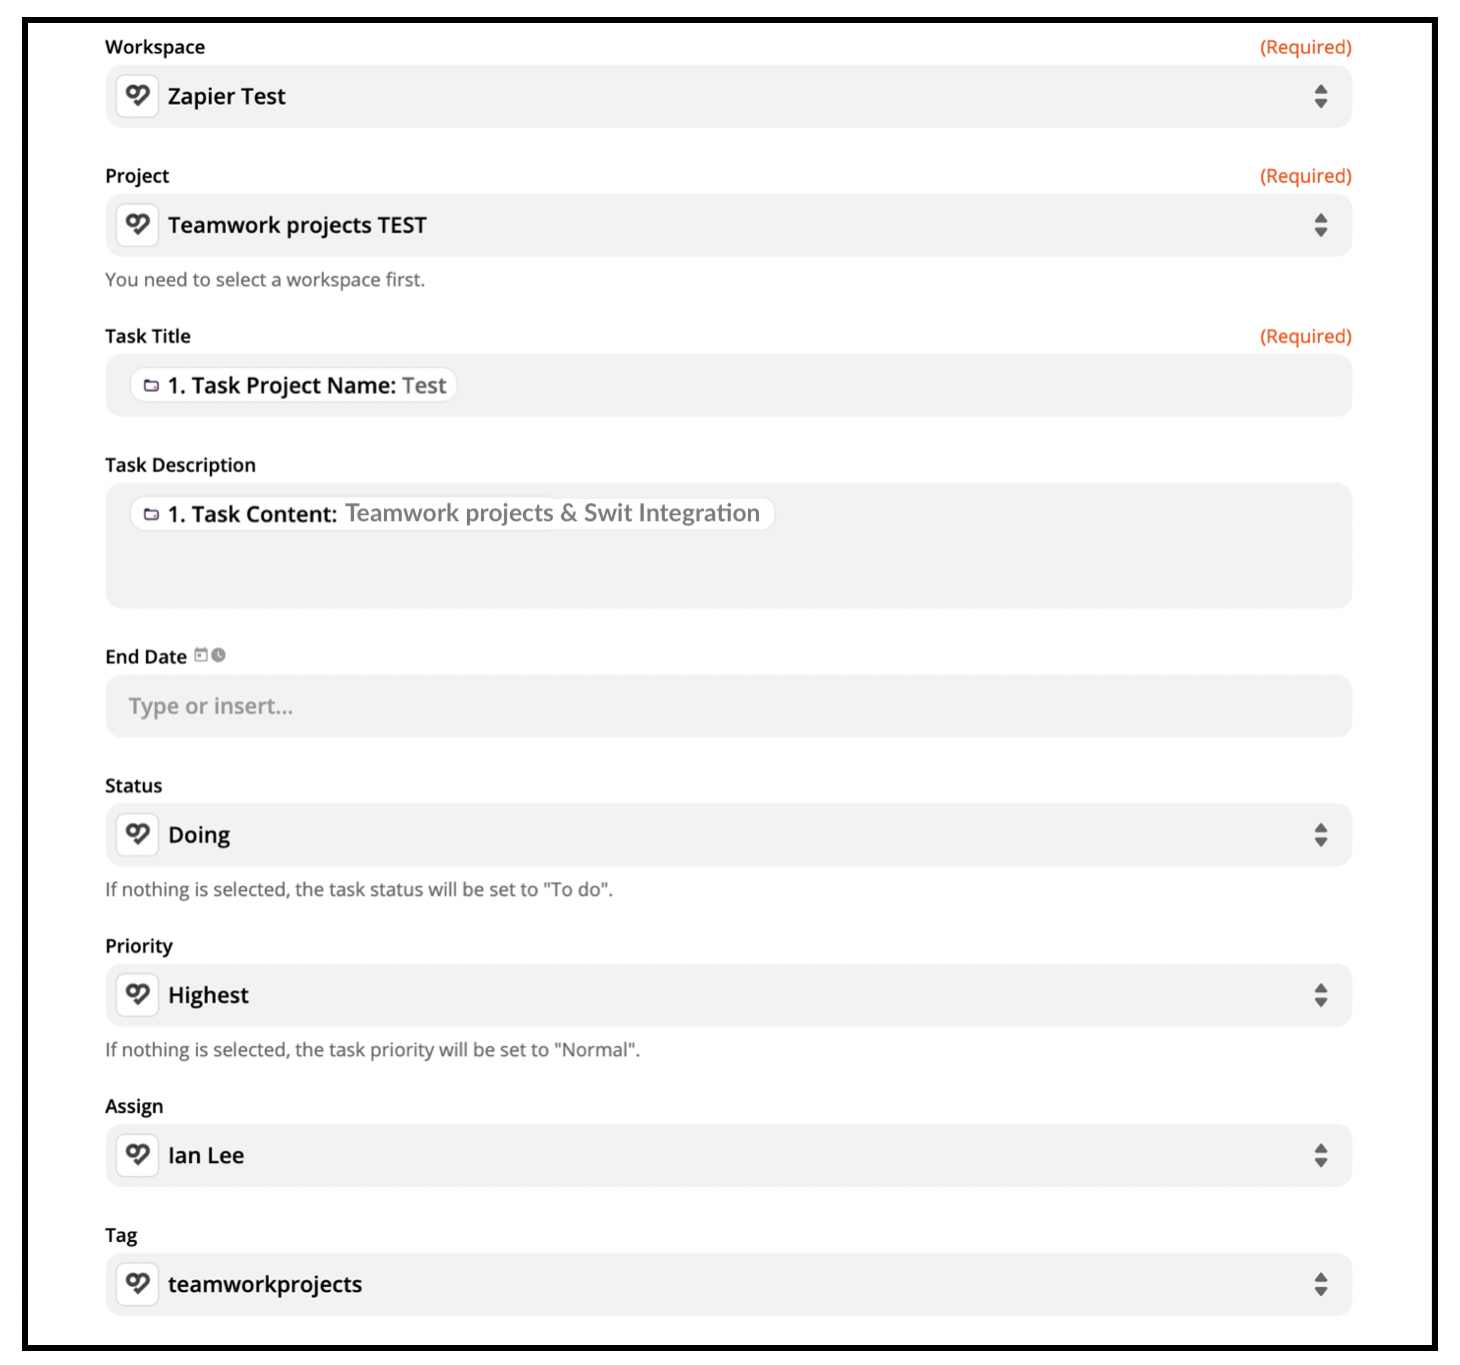 Workspace (Required)
Zapier Test
Project (Required)
Teamwork projects TEST
You need to select a workspace first.
Task Title (Required)
1. Task Project Name: Test
Task Description
1. Task Content: Teamwork projects & Swit Integration
End Date
Type or insert...
Status
Doing
If nothing is selected, the task status will be set to "To do".
Priority
Highest
If nothing is selected, the task priority will be set to "Normal".
Assign
Ian Lee
Tag
teamworkprojects